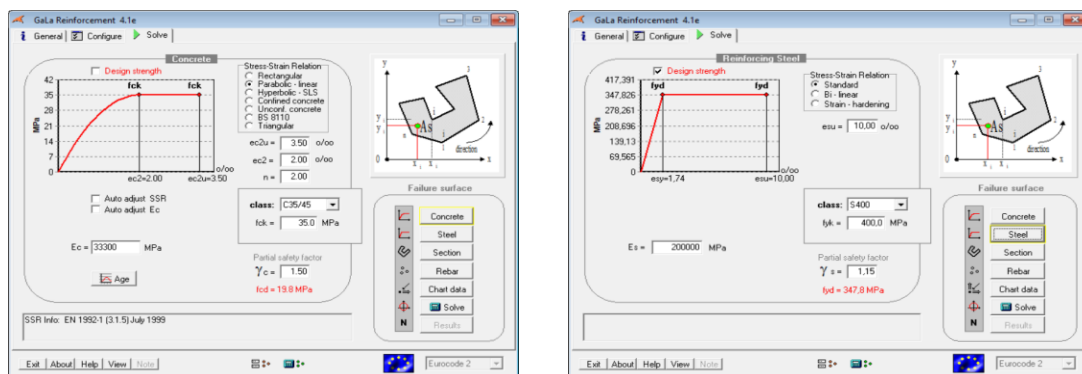 GaLa Reinforcement 4.1e
General Configure Solve
Concrete
Design strength
42
35
28
21
14
7
0
MPa
fck fck
o/oo
ec2=2.00 ec2u=3.50
Stress-Strain Relation
Rectangular
Parabolic - linear
Hyperbolic - SLS
Confined concrete
Unconf. concrete
BS 8110
Triangular
ec2u = 3.50 o/oo
ec2 = 2.00 o/oo
n = 2.00
Auto adjust SSR
Auto adjust Ec
class: C35/45
fck = 35.0 MPa
Ec = 33300 MPa
Age
Partial safety factor
γc = 1.50
fcd = 19.8 MPa
SSR Info: EN 1992-1 (3.1.5) July 1999
y
3
As
direction
0
x
Failure surface
Concrete
Steel
Section
Rebar
Chart data
Solve
N Results
Exit About Help View Note
Eurocode 2
GaLa Reinforcement 4.1e
General Configure Solve
Reinforcing Steel
Design strength
417,391
347,826
278,261
208,696
139,13
69,565
0
MPa
fyd fyd
o/oo
esy=1,74 esu=10,00
Stress-Strain Relation
Standard
Bi - linear
Strain - hardening
esu = 10,00 o/oo
class: S400
fyk = 400,0 MPa
Es = 200000 MPa
Partial safety factor
γs = 1,15
fyd = 347,8 MPa
y
3
As
direction
0
x
Failure surface
Concrete
Steel
Section
Rebar
Chart data
Solve
N Results
Exit About Help View Note
Eurocode 2